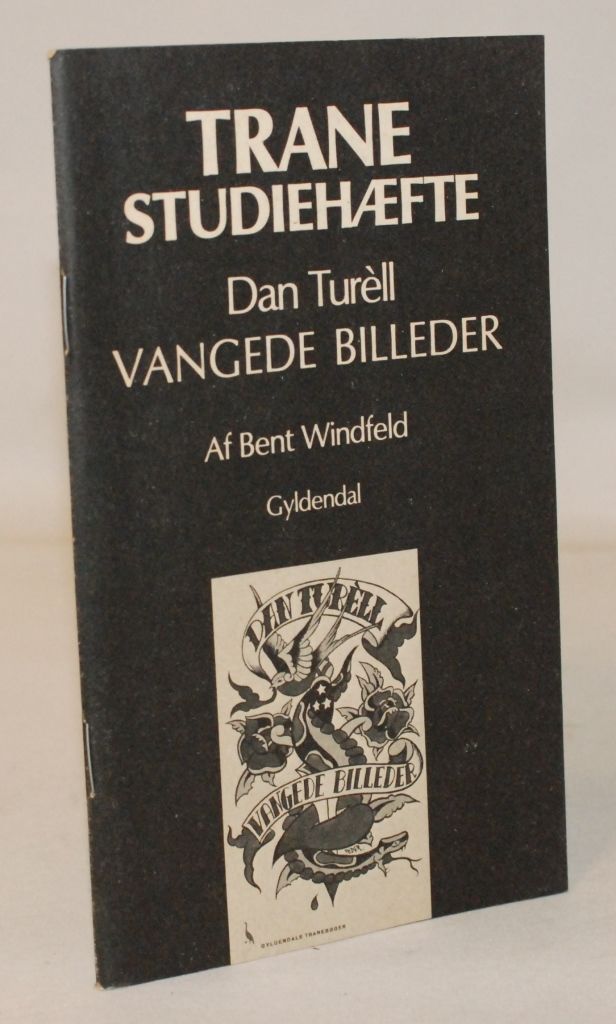 TRANE
STUDIEHÆFTE
Dan Turèll
VANGEDE BILLEDER
Af Bent Windfeld
Gyldendal
DAN TURÈLL
VANGEDE BILLEDER
GYLDENDALS TRANEBØGER